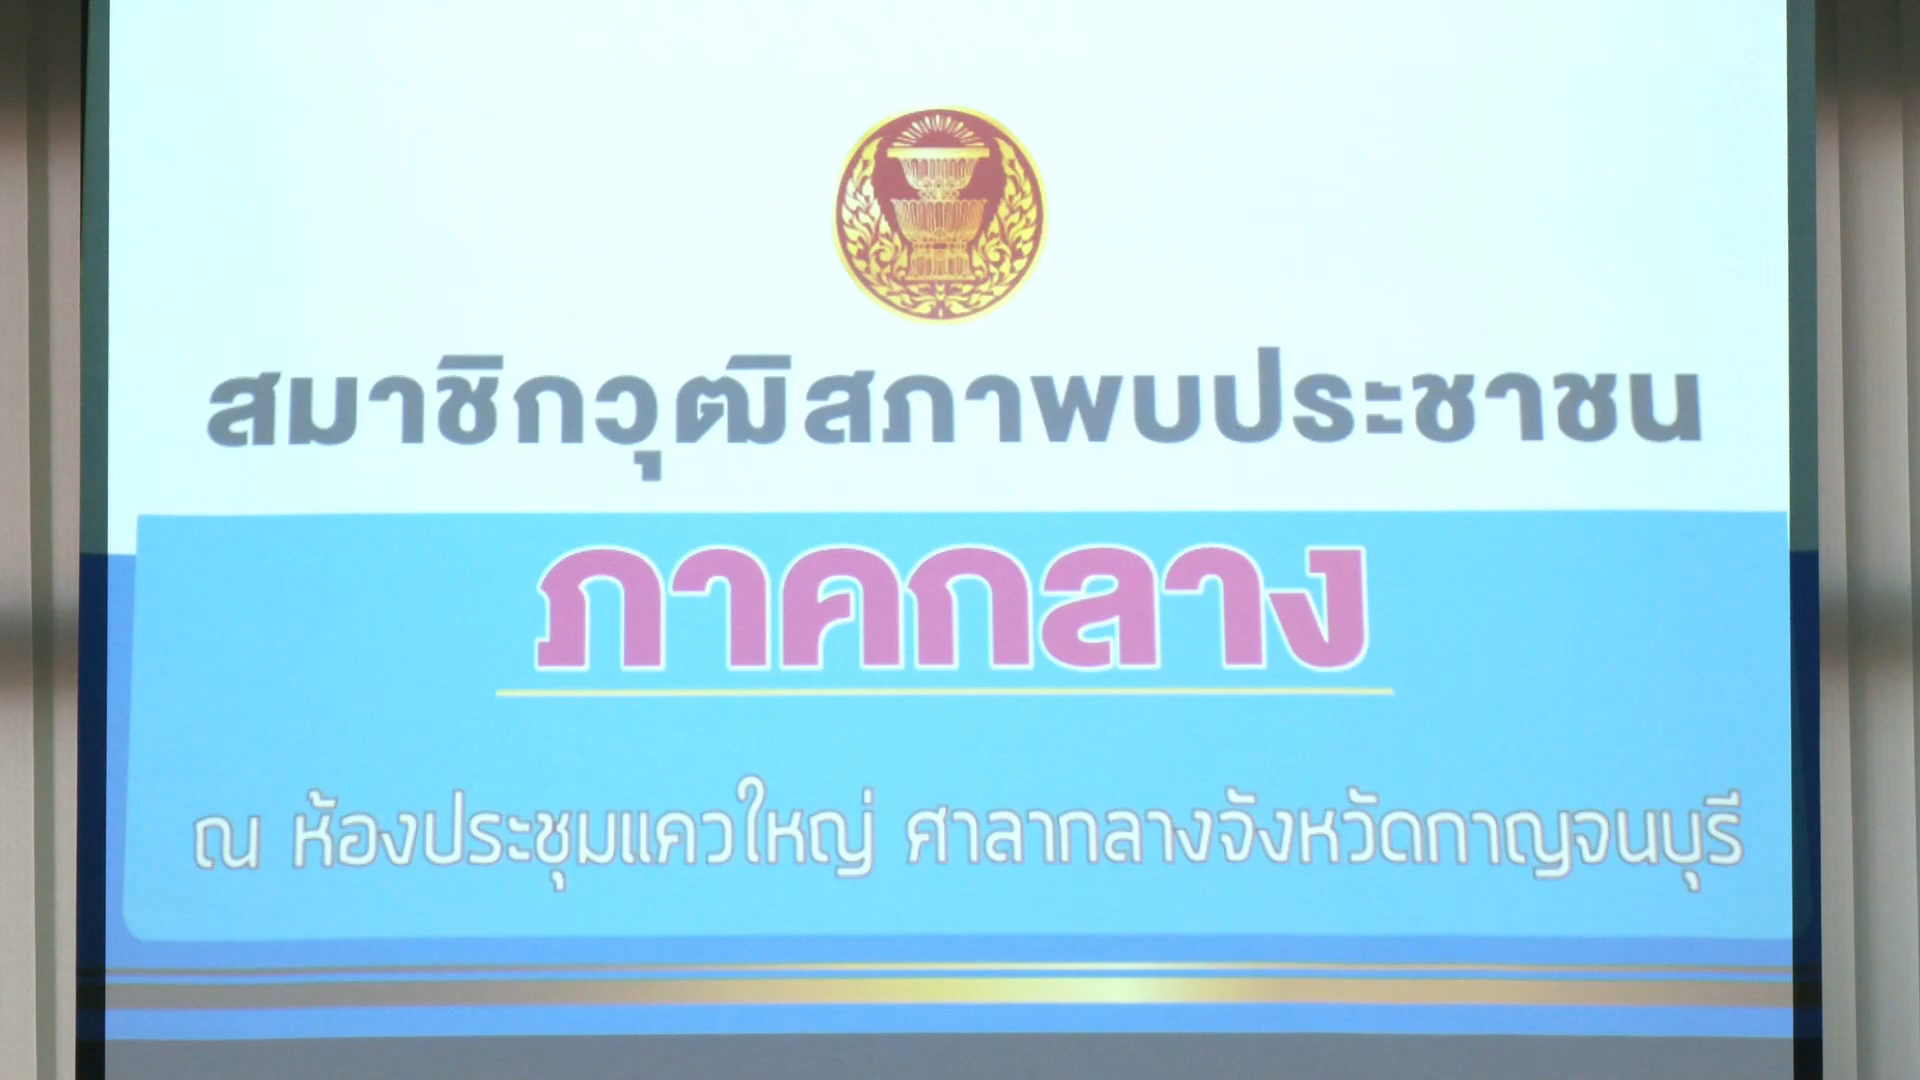 สมาชิกวุฒิสภาพบประชาชน
ภาคกลาง
ณ ห้องประชุมแควใหญ่ ศาลากลางจังหวัดกาญจนบุรี